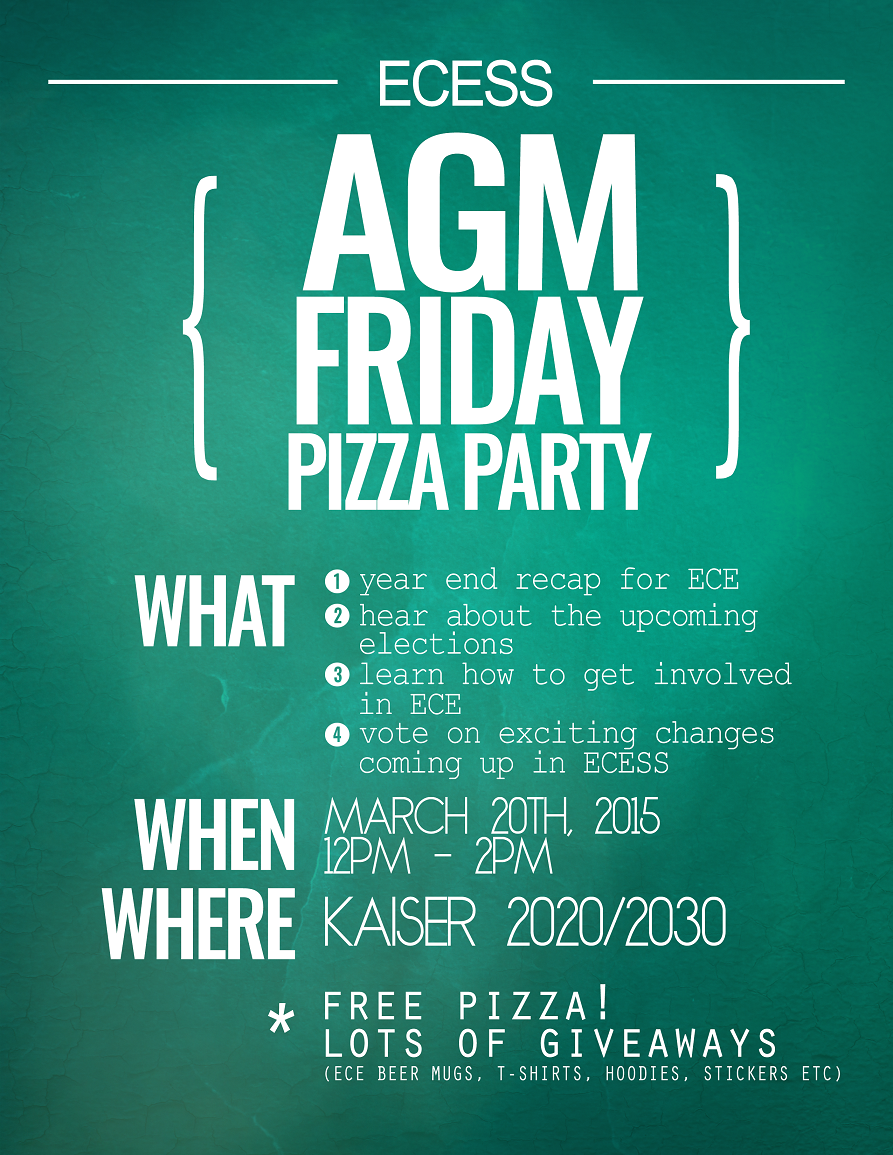 ECESS
{ AGM }
FRIDAY
PIZZA PARTY
WHAT
1 year end recap for ECE
2 hear about the upcoming
elections
3 learn how to get involved
in ECE
4 vote on exciting changes
coming up in ECESS
WHEN
MARCH 20TH, 2015
12PM - 2PM
WHERE
KAISER 2020/2030
* FREE PIZZA!
LOTS OF GIVEAWAYS
(ECE BEER MUGS, T-SHIRTS, HOODIES, STICKERS ETC)